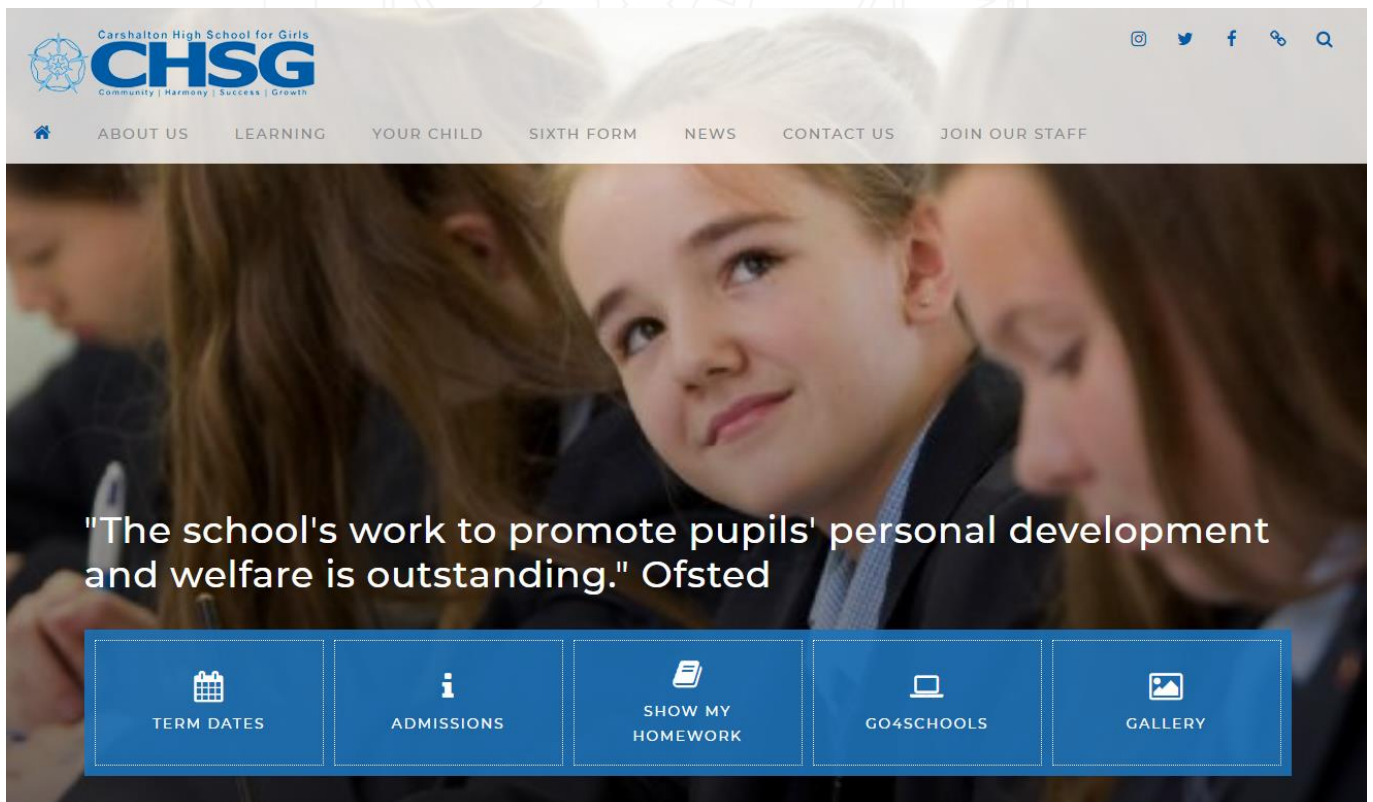 Carshalton High School for Girls
CHSG
Community | Harmony | Success | Growth
ABOUT US LEARNING YOUR CHILD SIXTH FORM NEWS CONTACT US JOIN OUR STAFF
"The school's work to promote pupils' personal development
and welfare is outstanding." Ofsted
TERM DATES
ADMISSIONS
SHOW MY
HOMEWORK
GO4SCHOOLS
GALLERY